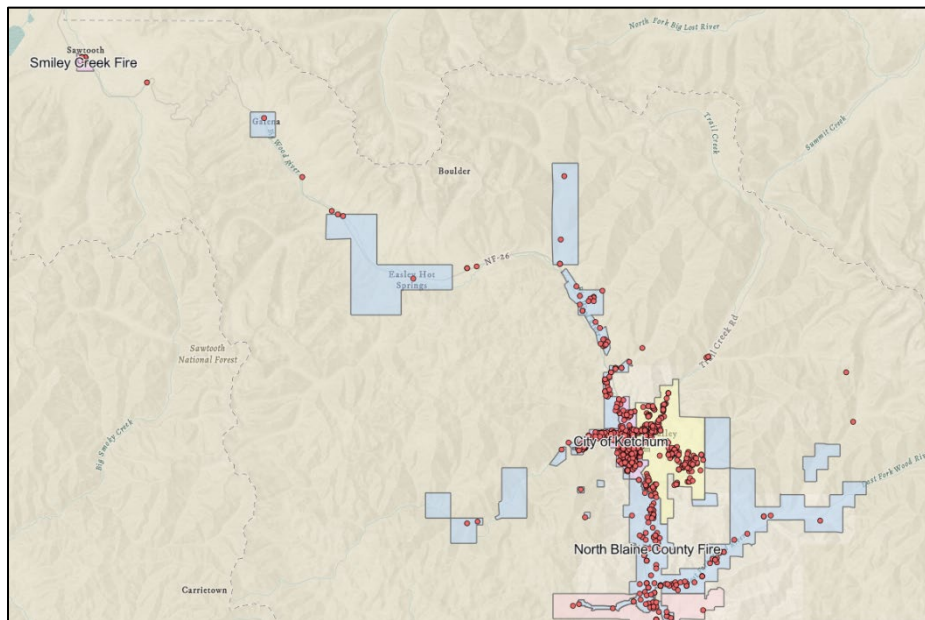 North Fork Big Lost River
Sawtooth
Smiley Creek Fire
Galena
Wood River
Trail Creek
Summit Creek
Boulder
NF-26
Easley Hot
Springs
Trail Creek Rd
Sawtooth
National Forest
Big Smoky Creek
City of Ketchum
East Fork Wood River
North Blaine County Fire
Carrietown